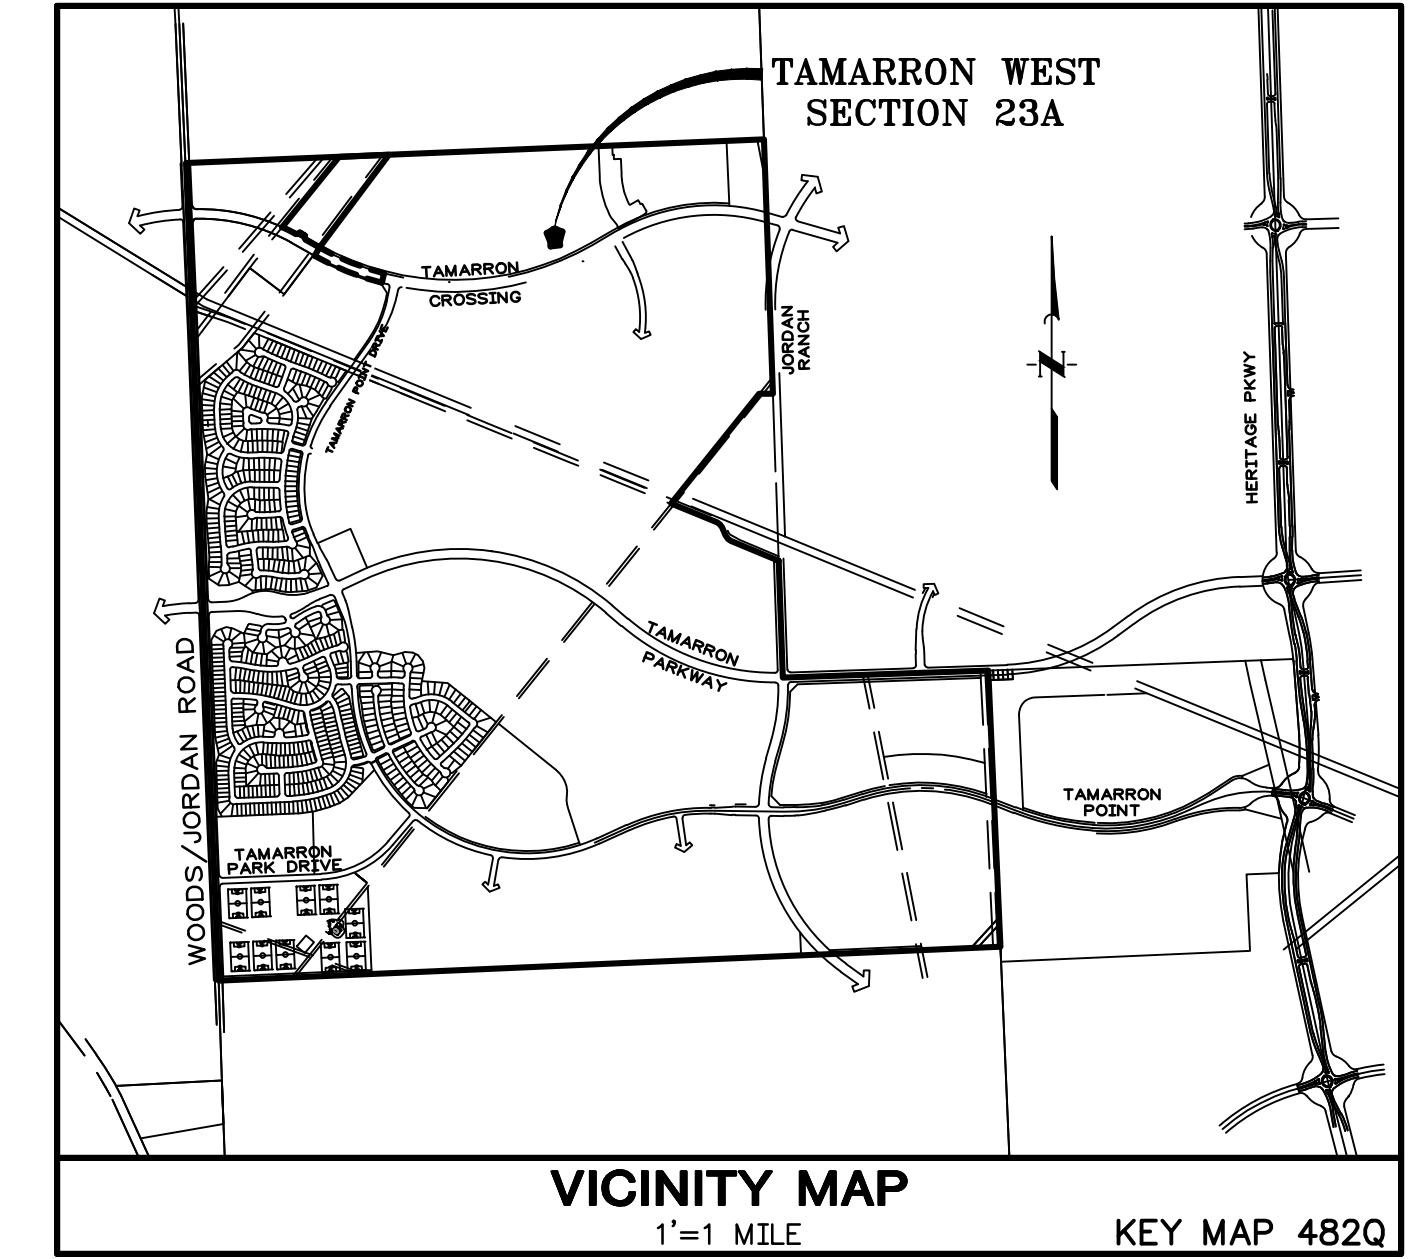 TAMARRON WEST
SECTION 23A
TAMARRON
CROSSING
JORDAN
RANCH
TAMARRON POINT DRIVE
HERITAGE PKWY
N
TAMARRON
PARKWAY
WOODS/JORDAN ROAD
TAMARRON
POINT
TAMARRON
PARK DRIVE
VICINITY MAP
1'=1 MILE
KEY MAP 482Q